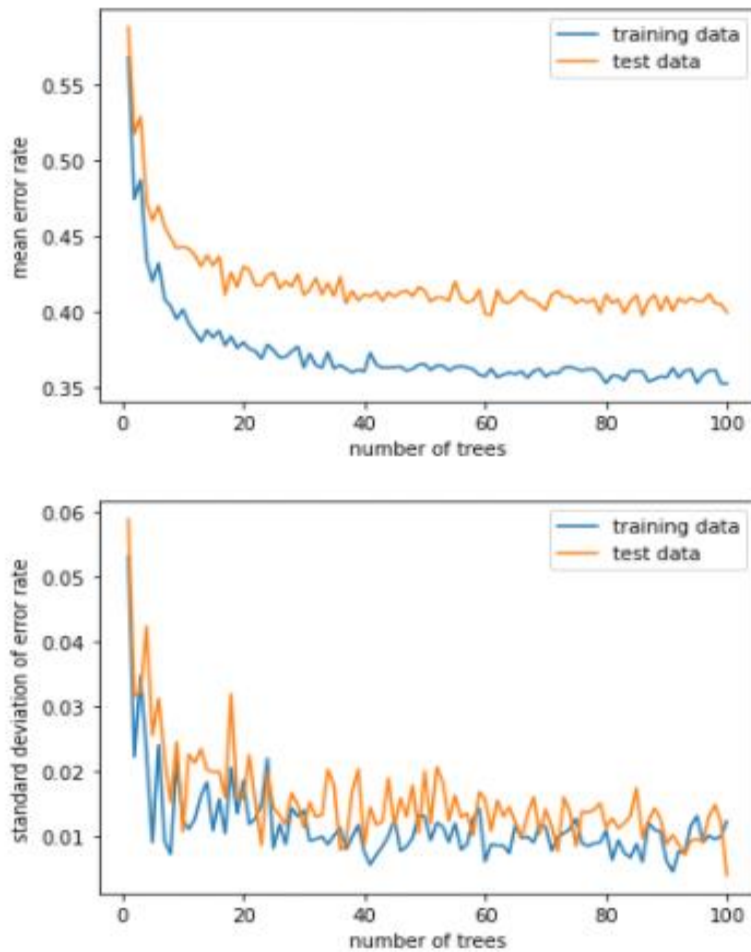 training data
test data
0.55
0.50
0.45
0.40
0.35
mean error rate
0 20 40 60 80 100
number of trees
training data
test data
0.06
0.05
0.04
0.03
0.02
0.01
standard deviation of error rate
0 20 40 60 80 100
number of trees